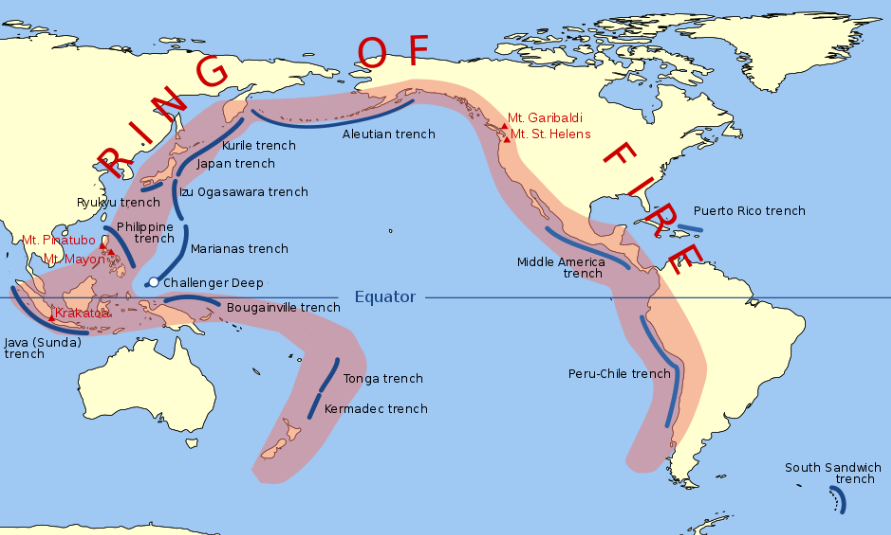 RING OF FIRE
Aleutian trench
Kurile trench
Japan trench
Izu Ogasawara trench
Ryukyu trench
Philippine
trench
Marianas trench
Challenger Deep
Mt. Pinatubo
Mt. Mayon
Krakatoa
Java (Sunda)
trench
Bougainville trench
Equator
Tonga trench
Kermadec trench
Mt. Garibaldi
Mt. St. Helens
Puerto Rico trench
Middle America
trench
Peru-Chile trench
South Sandwich
trench